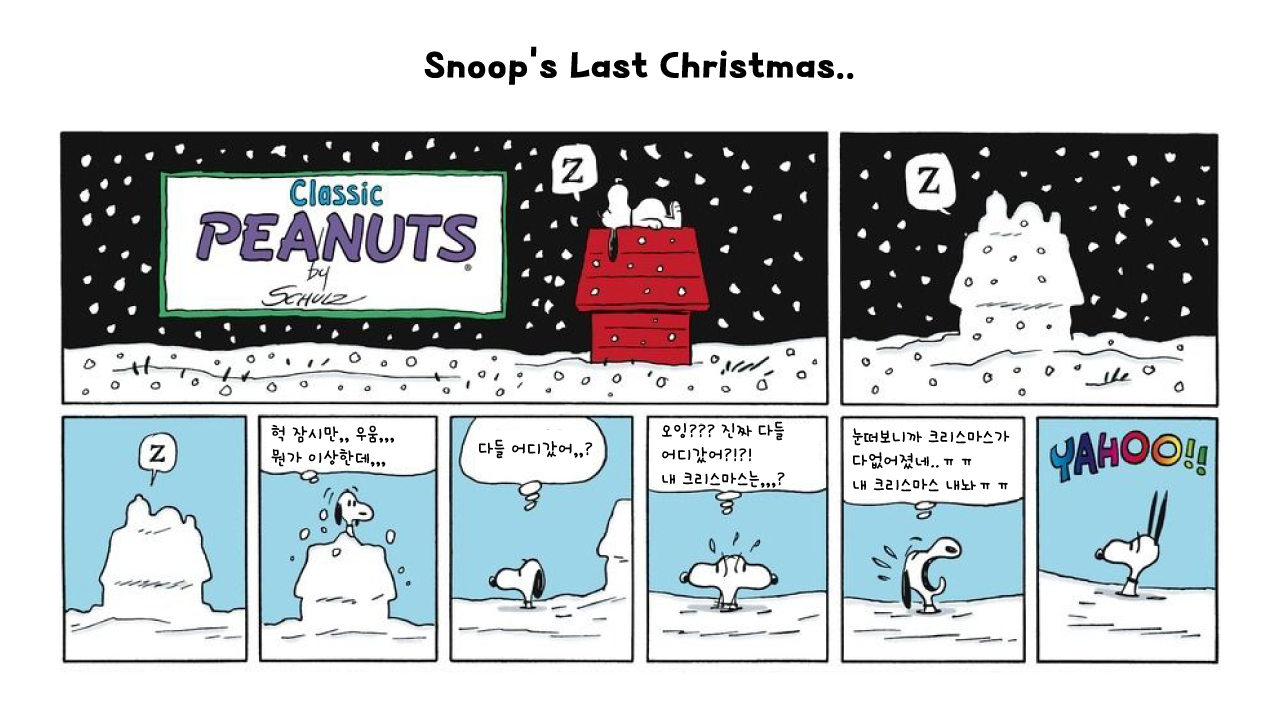 Snoop's Last Christmas..
Classic
PEANUTS
®
by
SCHULZ
Z
Z
Z
헉 잠시만,, 우움,,,
뭔가 이상한데,,,
다들 어디갔어,,?
오잉??? 진짜 다들
어디갔어?!?!
내 크리스마스는,,,?
눈떠보니까 크리스마스가
다없어졌네.. ㅠ ㅠ
내 크리스마스 내놔 ㅠ ㅠ
YAHOO!!